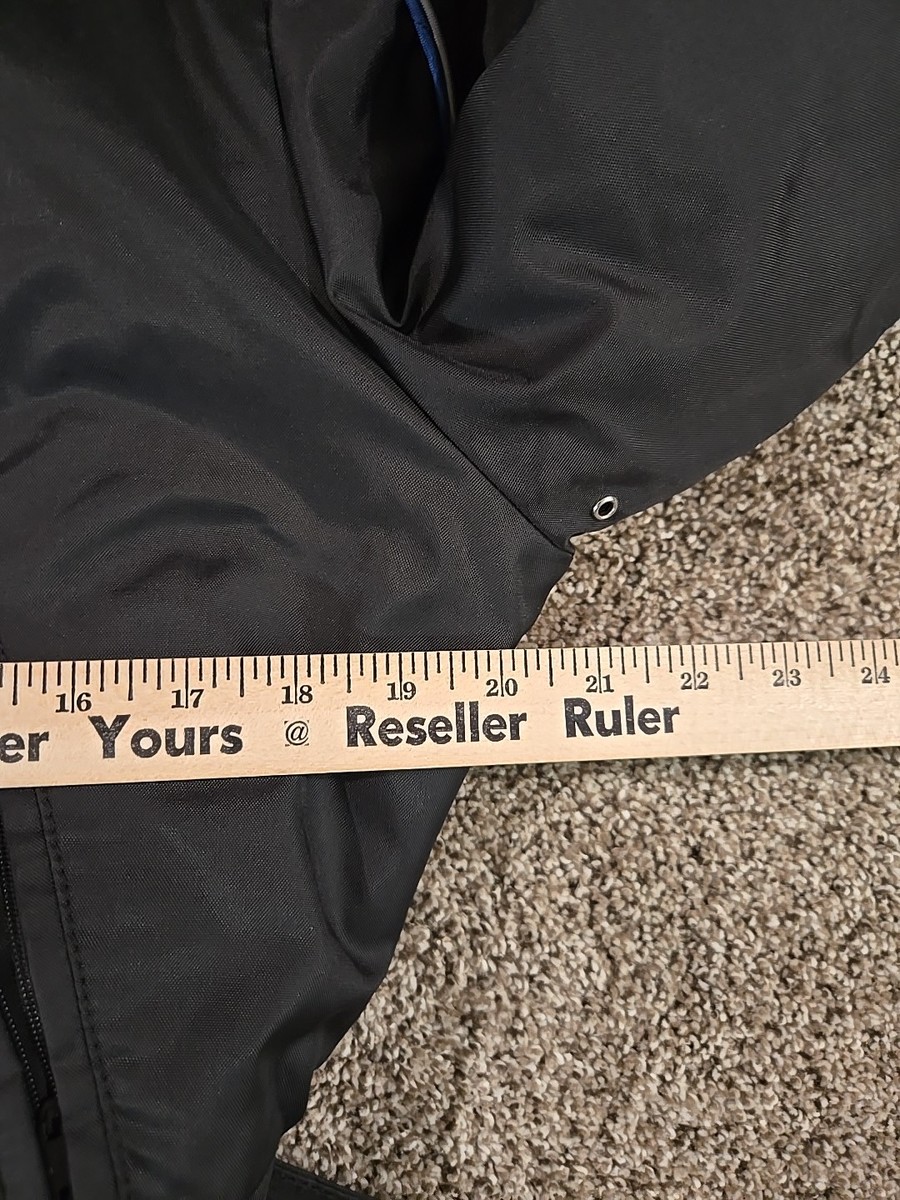 16 17 18 19 20 21 22 23 24
er Yours @ Reseller Ruler